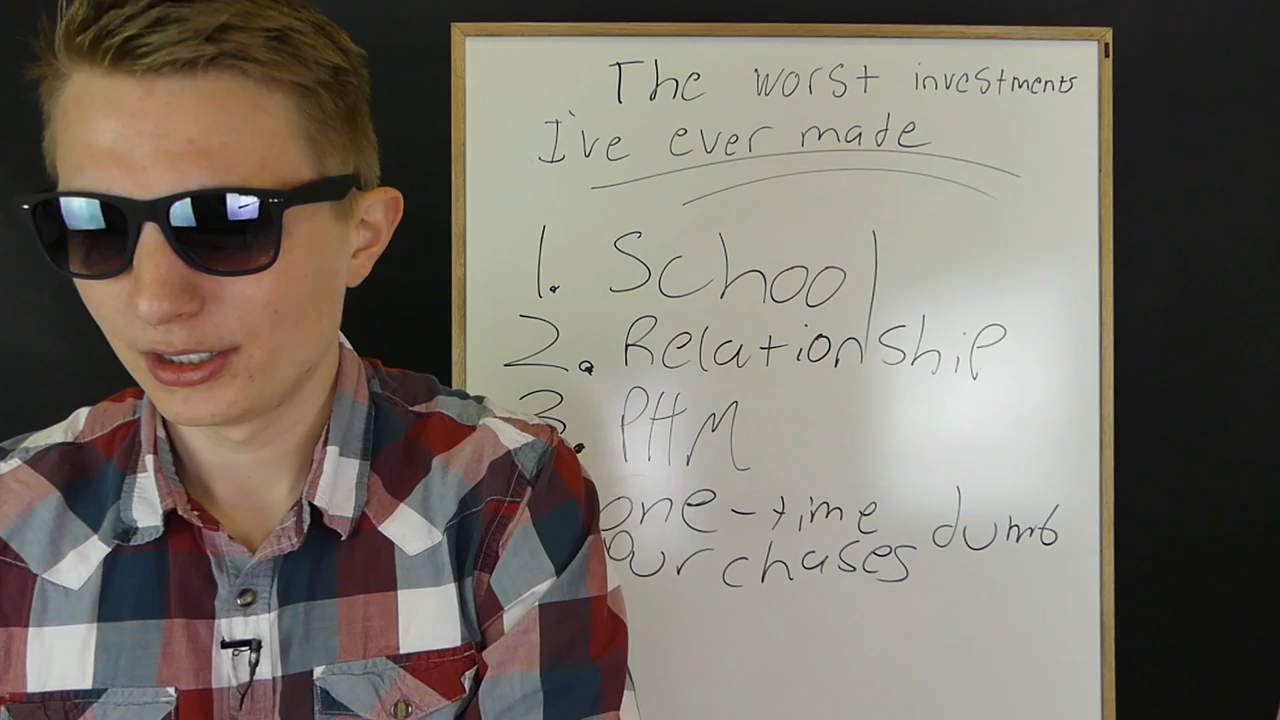 The worst investments
I've ever made
1. School
2. Relationship
3. PHM
one-time dumb
purchases